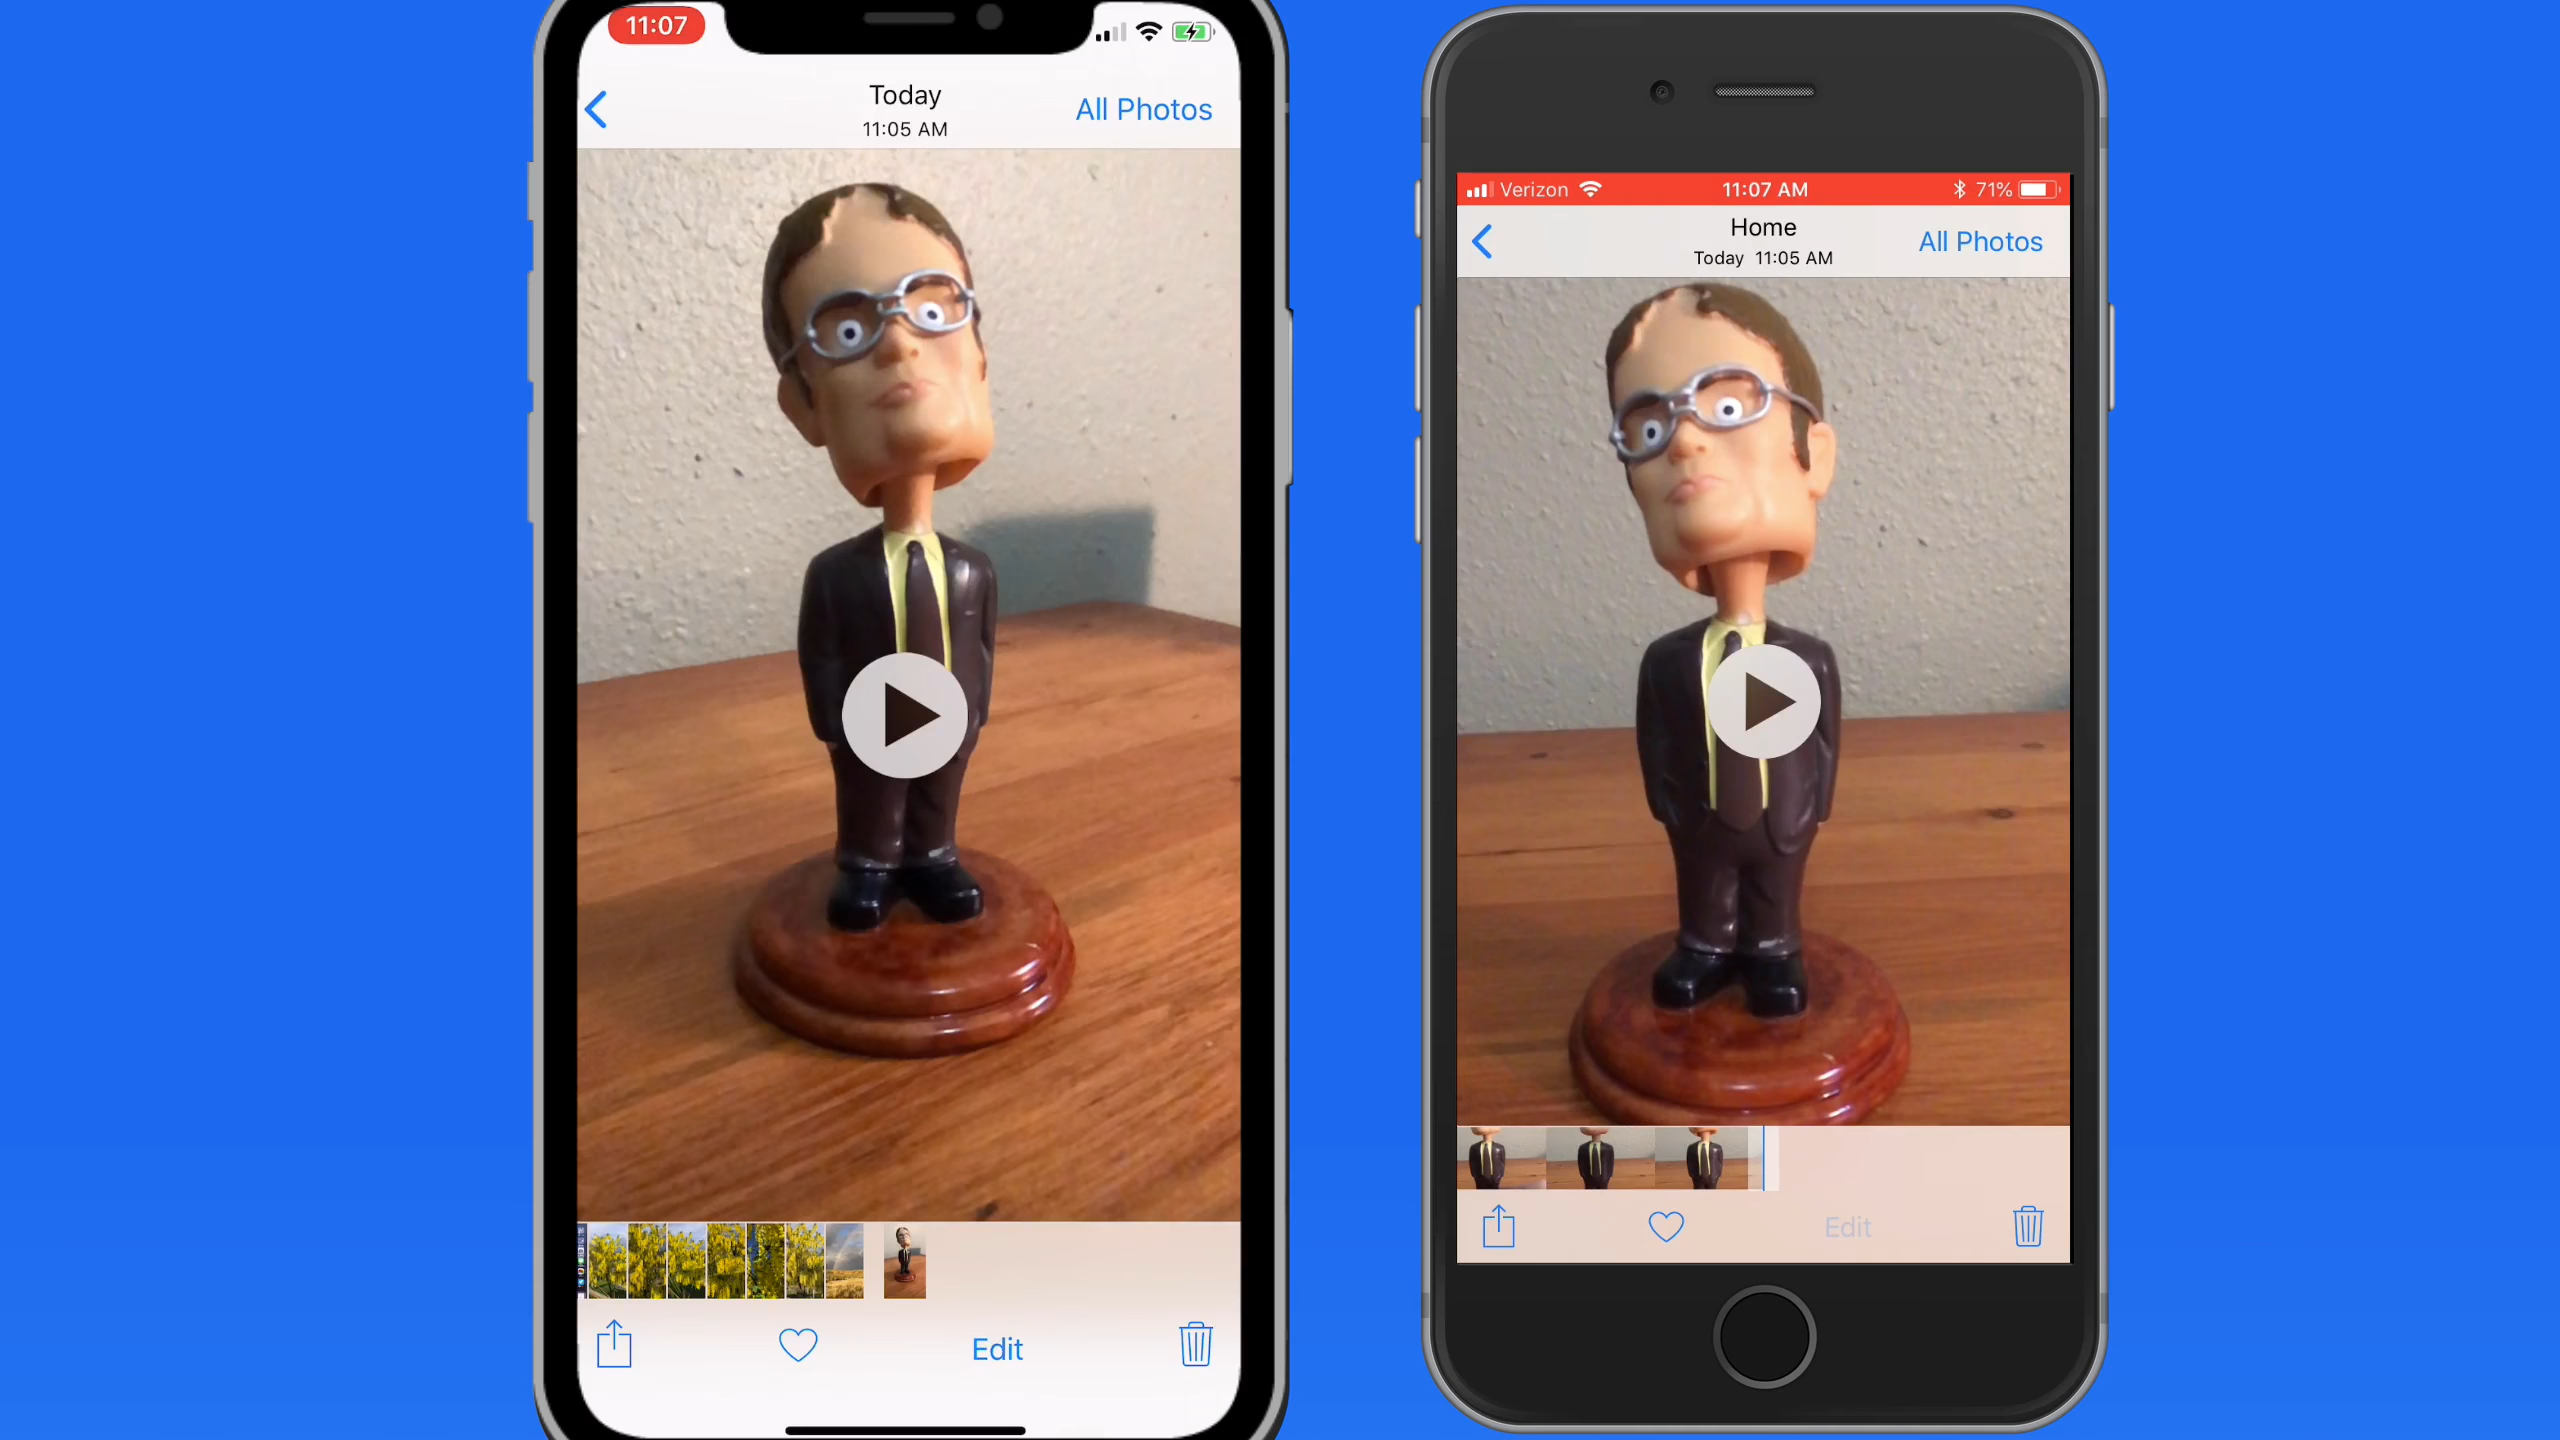 11:07
Today
11:05 AM
All Photos
Edit
Verizon
11:07 AM
71%
Home
Today 11:05 AM
All Photos
Edit